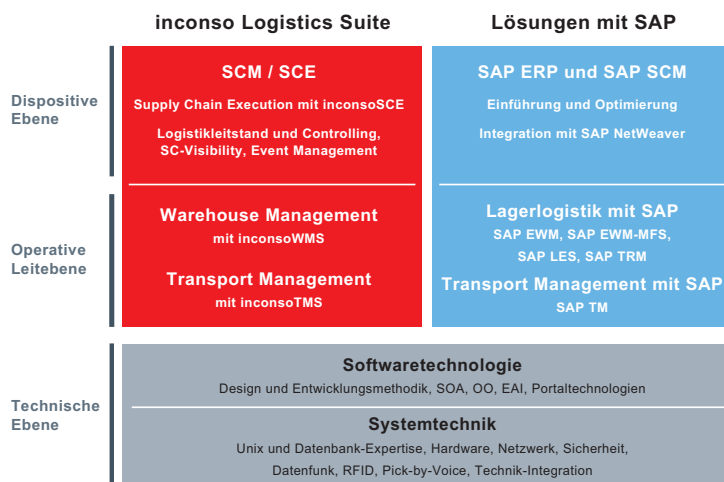 inconso Logistics Suite
Lösungen mit SAP
Dispositive
Ebene
SCM / SCE
Supply Chain Execution mit inconsoSCE
Logistikleitstand und Controlling,
SC-Visibility, Event Management
SAP ERP und SAP SCM
Einführung und Optimierung
Integration mit SAP NetWeaver
Operative
Leitebene
Warehouse Management
mit inconsoWMS
Transport Management
mit inconsoTMS
Lagerlogistik mit SAP
SAP EWM, SAP EWM-MFS,
SAP LES, SAP TRM
Transport Management mit SAP
SAP TM
Technische
Ebene
Softwaretechnologie
Design und Entwicklungsmethodik, SOA, OO, EAI, Portaltechnologien
Systemtechnik
Unix und Datenbank-Expertise, Hardware, Netzwerk, Sicherheit,
Datenfunk, RFID, Pick-by-Voice, Technik-Integration